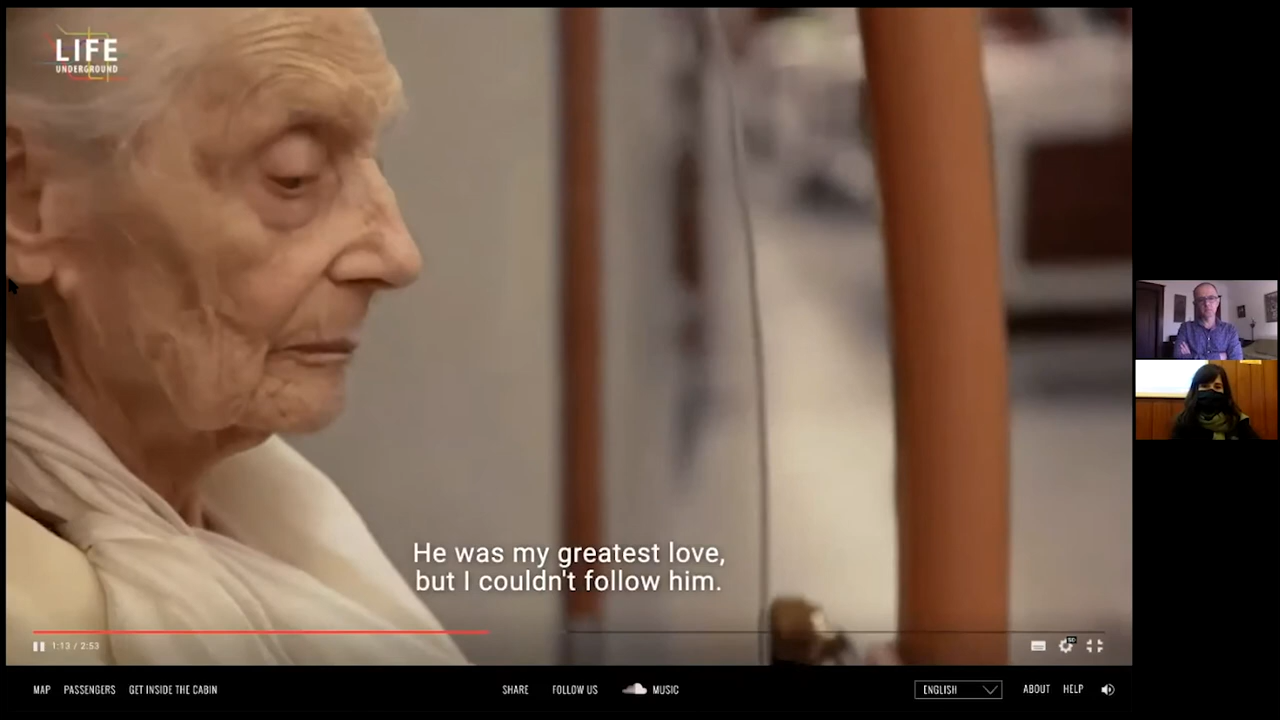 LIFE
UNDERGROUND
He was my greatest love,
but I couldn't follow him.
1:13 / 2:53
MAP PASSENGERS GET INSIDE THE CABIN SHARE FOLLOW US MUSIC ENGLISH ABOUT HELP